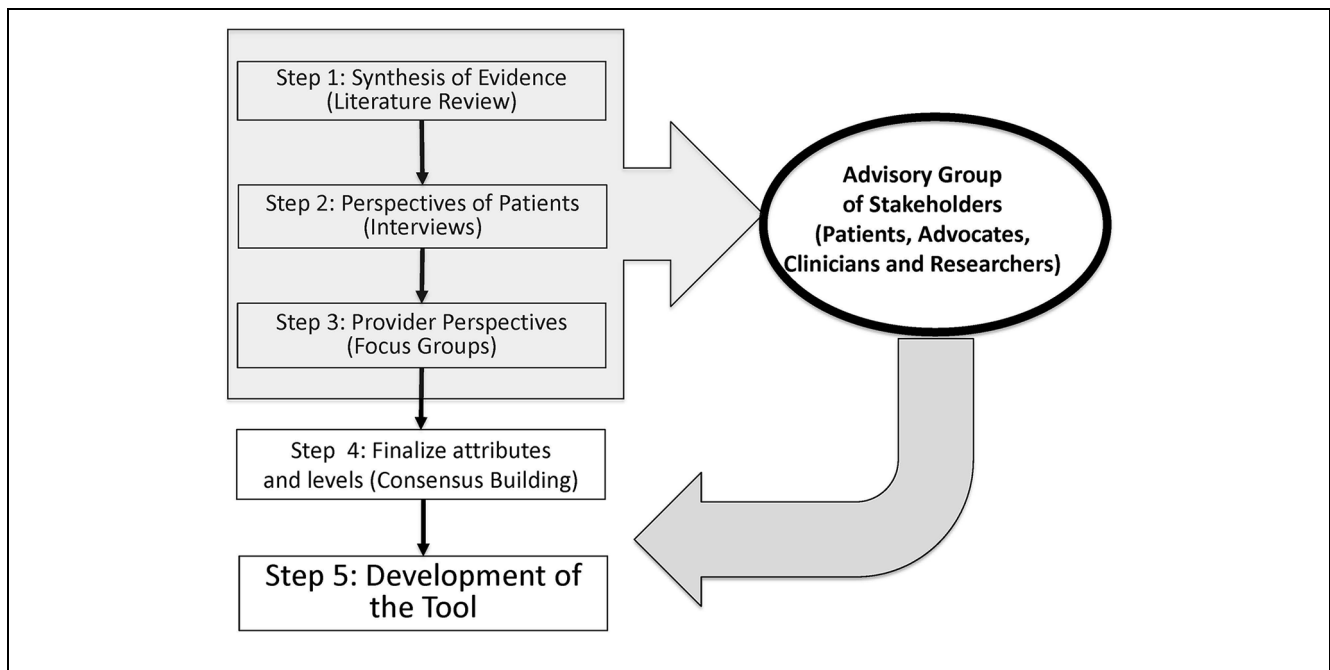 Step 1: Synthesis of Evidence
(Literature Review)
Step 2: Perspectives of Patients
(Interviews)
Step 3: Provider Perspectives
(Focus Groups)
Step 4: Finalize attributes
and levels (Consensus Building)
Step 5: Development of
the Tool
Advisory Group
of Stakeholders
(Patients, Advocates,
Clinicians and Researchers)